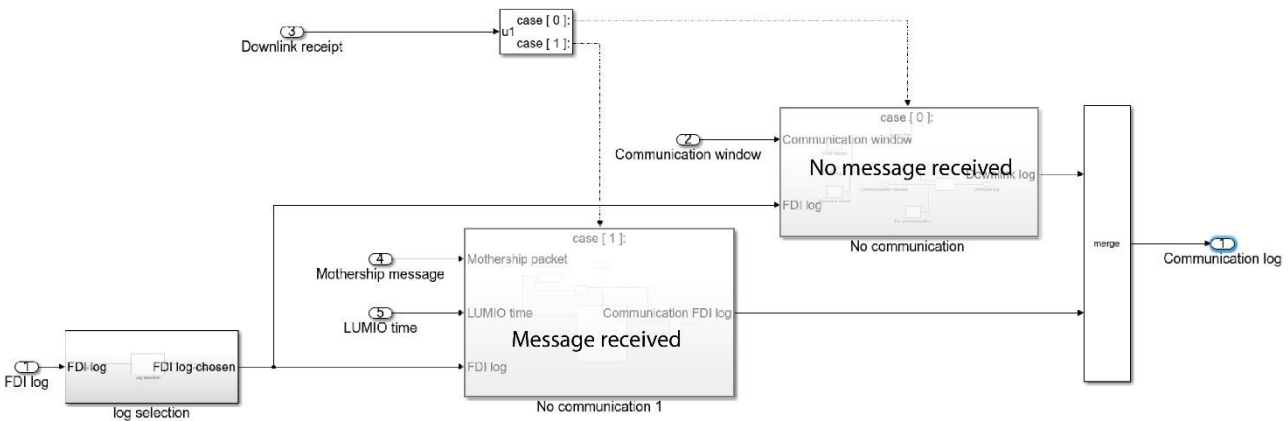 case [ 0 ]:
3
u1
Downlink receipt
case [ 1 ]:
case [ 0 ]:
2
Communication window
Communication window
No message received
Downlink log
FDI log
No communication
case [ 1 ]:
4
Mothership packet
Mothership message
5
LUMIO time
Communication FDI log
LUMIO time
Message received
FDI log
No communication 1
merge
1
Communication log
1
FDI log
FDI log chosen
FDI log
log selection